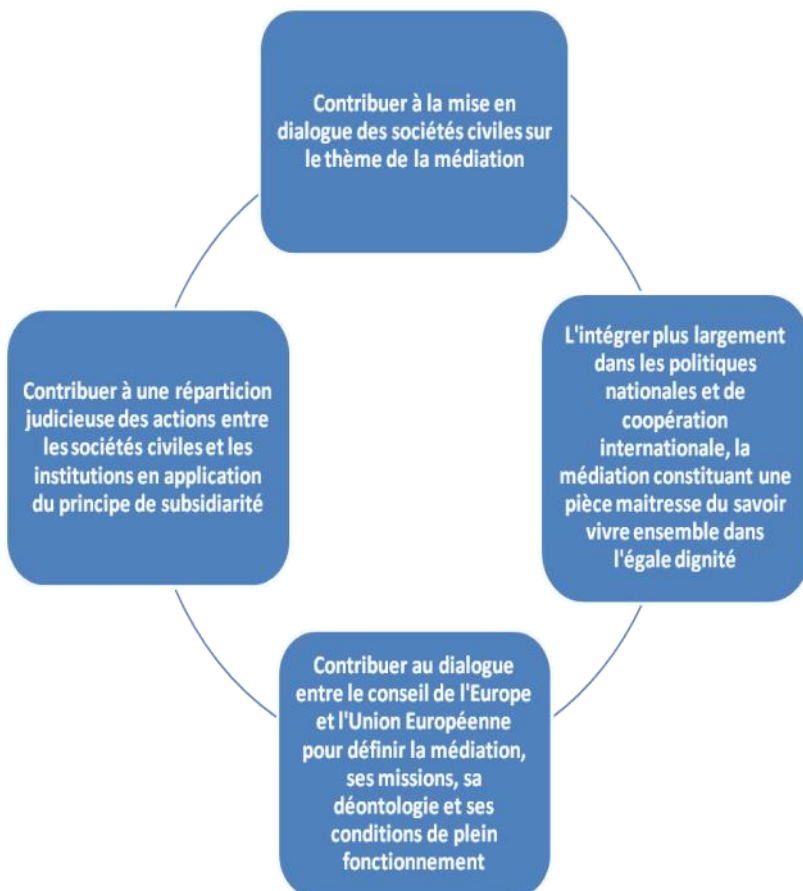 Contribuer à la mise en
dialogue des sociétés civiles sur
le thème de la médiation
L'intégrer plus largement
dans les politiques
nationales et de
coopération
internationale, la
médiation constituant une
pièce maitresse du savoir
vivre ensemble dans
l'égale dignité
Contribuer au dialogue
entre le conseil de l'Europe
et l'Union Européenne
pour définir la médiation,
ses missions, sa
déontologie et ses
conditions de plein
fonctionnement
Contribuer à une réparticion
judicieuse des actions entre
les sociétés civiles et les
institutions en application
du principe de subsidiarité